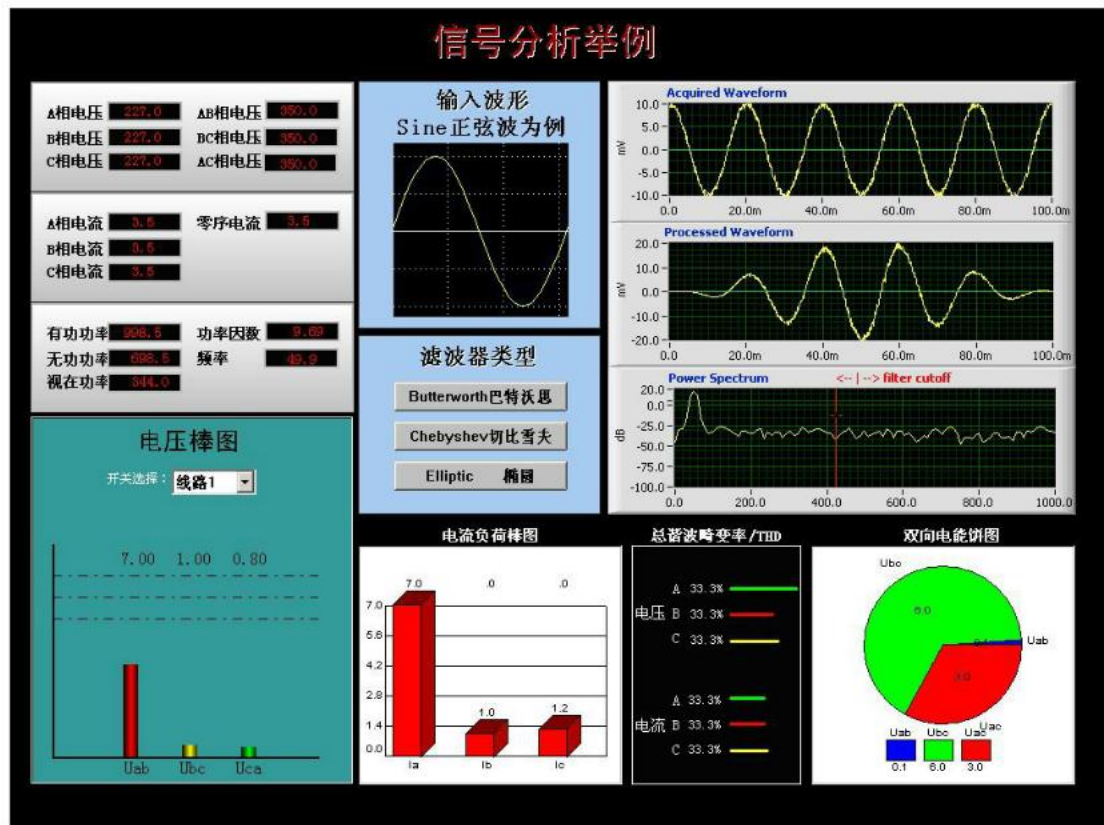 信号分析举例
A相电压 227.0 AB相电压 350.0
B相电压 227.0 BC相电压 350.0
C相电压 227.0 AC相电压 350.0
A相电流 3.5 零序电流 3.5
B相电流 3.5
C相电流 3.5
有功功率 998.5 功率因数 9.69
无功功率 698.5 频率 49.9
视在功率 344.0
电压棒图
开关选择： 线路1
7.00 1.00 0.80
Uab Ubc Uca
输入波形
Sine正弦波为例
滤波器类型
Butterworth巴特沃思
Chebyshev切比雪夫
Elliptic 椭圆
Acquired Waveform
mV
10.0
5.0
0.0
-5.0
-10.0
0.0 20.0m 40.0m 60.0m 80.0m 100.0m
Processed Waveform
mV
20.0
10.0
0.0
-10.0
-20.0
0.0 20.0m 40.0m 60.0m 80.0m 100.0m
Power Spectrum <-- | --> filter cutoff
dB
20.0
0.0
-25.0
-50.0
-75.0
-100.0
0.0 200.0 400.0 600.0 800.0 1000.0
电流负荷棒图
7.0 .0 .0
7.0
5.6
4.2
2.8
1.4
0.0
1.0 1.2
Ia Ib Ic
总谐波畸变率/THD
A 33.3%
电压 B 33.3%
C 33.3%
A 33.3%
电流 B 33.3%
C 33.3%
双向电能饼图
Ubc
6.0
0.1 Uab
3.0
Uac
Uab Ubc Uac
0.1 6.0 3.0